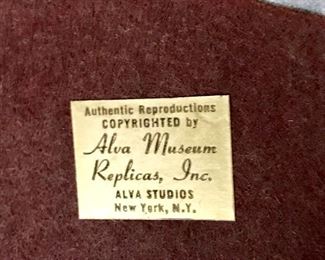 Authentic Reproductions
COPYRIGHTED by
Alva Museum
Replicas, Inc.
ALVA STUDIOS
New York, N.Y.